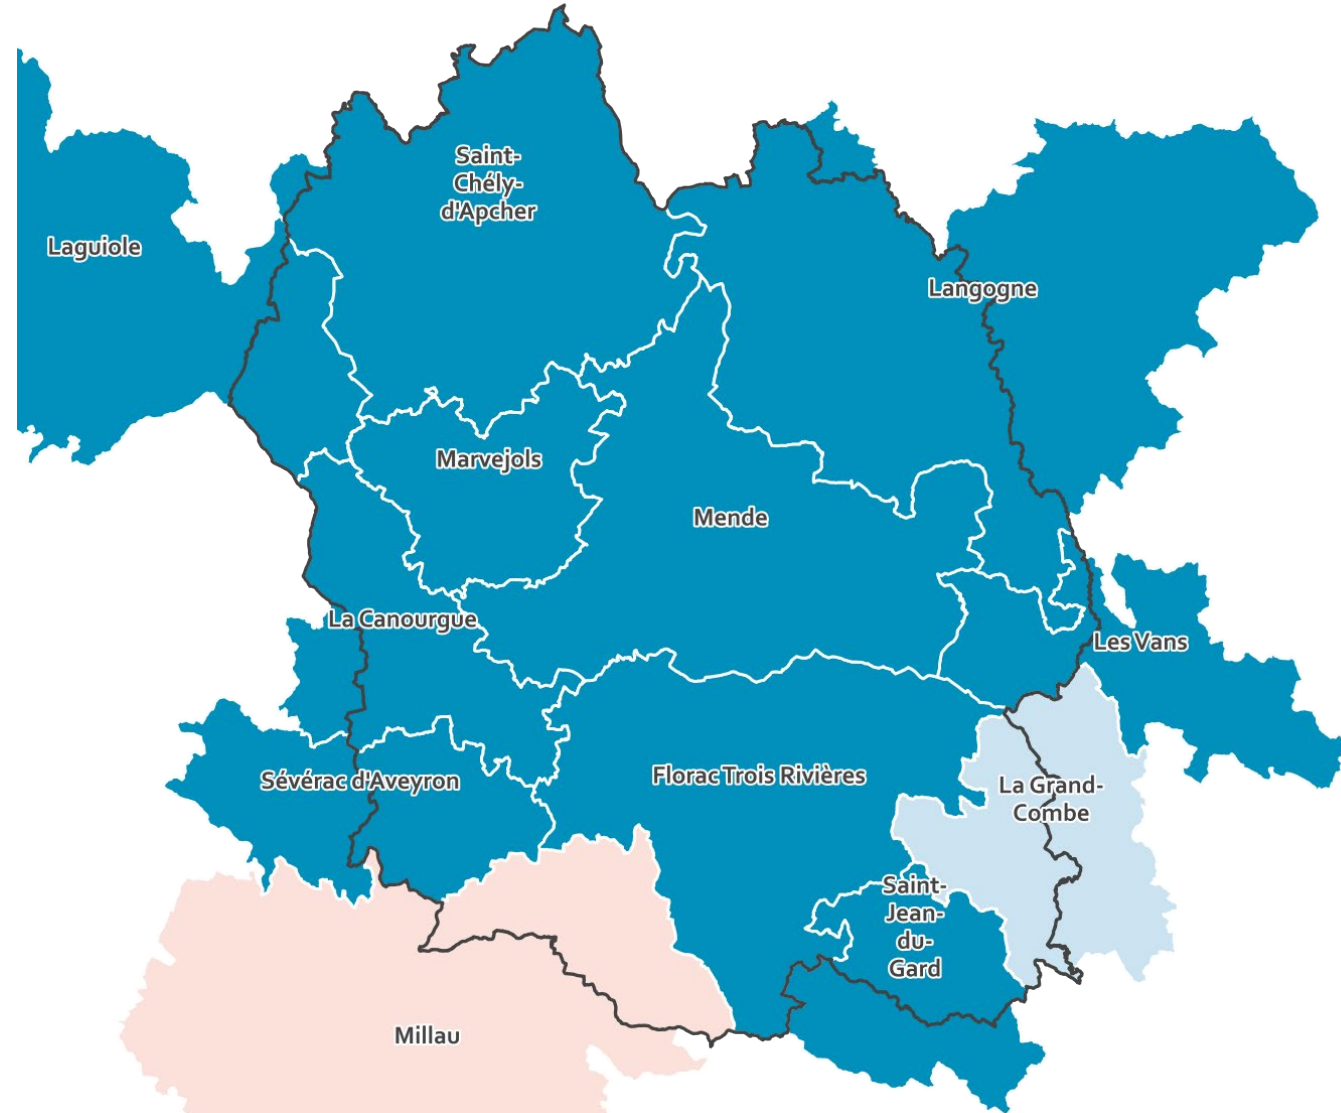 Saint-
Chély-
d'Apcher
Laguiole
Langogne
Marvejols
Mende
La Canourgue
Les Vans
Sévérac d'Aveyron
Florac Trois Rivières
La Grand-
Combe
Saint-
Jean-
du-
Gard
Millau